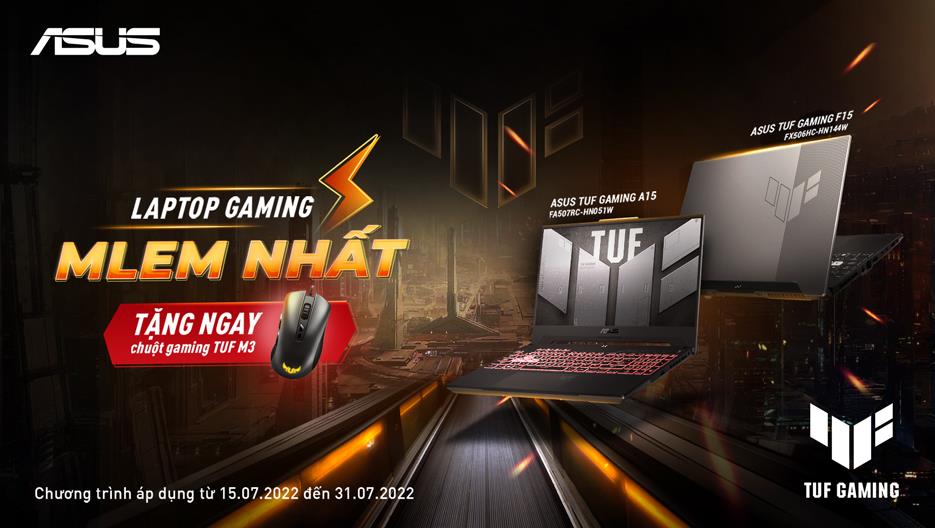 ASUS
LAPTOP GAMING
MLEM NHẤT
TẶNG NGAY
chuột gaming TUF M3
ASUS TUF GAMING F15
FX506HC-HN144W
ASUS TUF GAMING A15
FA507RC-HN051W
TUF
ASUS
TUF GAMING
Chương trình áp dụng từ 15.07.2022 đến 31.07.2022